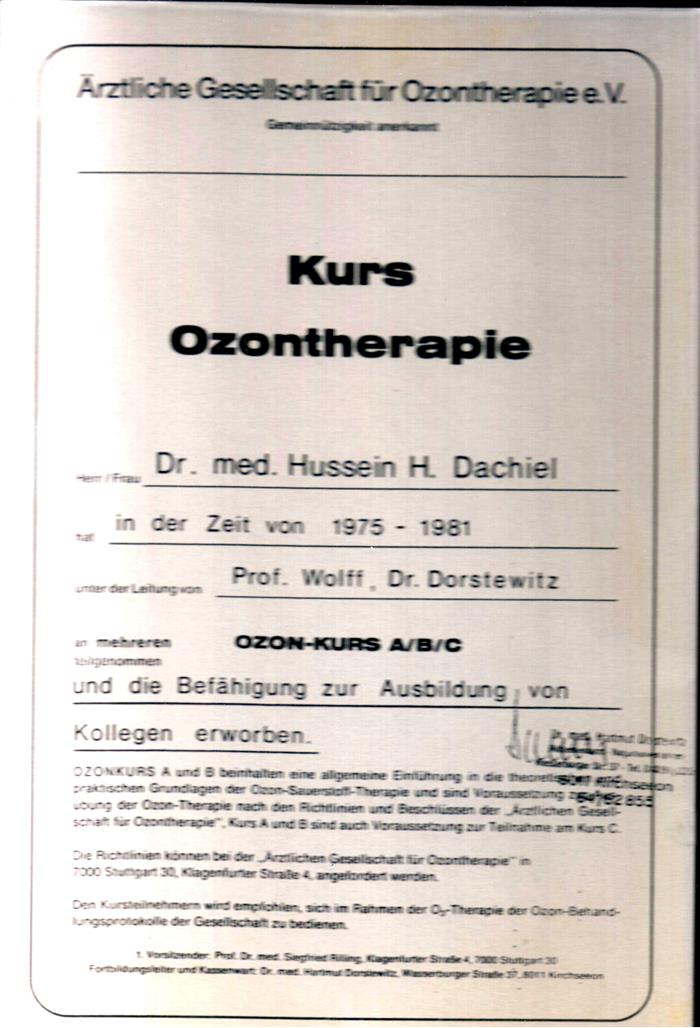 Ärztliche Gesellschaft für Ozontherapie e.V.
Gemeinnützigkeit anerkannt
Kurs
Ozontherapie
Herr / Frau Dr. med. Hussein H. Dachiel
hat in der Zeit von 1975 - 1981
unter der Leitung von Prof. Wolff, Dr. Dorstewitz
an mehreren OZON-KURS A/B/C
teilgenommen
und die Befähigung zur Ausbildung von
Kollegen erworben.
Hartmut Dorstewitz
OZONKURS A und B beinhalten eine allgemeine Einführung in die
praktischen Grundlagen der Ozon-Sauerstoff-Therapie und sind Voraussetzung
übung der Ozon-Therapie nach den Richtlinien und Beschlüssen der „Ärztlichen Gesell-
schaft für Ozontherapie", Kurs A und B sind auch Voraussetzung zur Teilnahme am Kurs C.
Die Richtlinien können bei der „Ärztlichen Gesellschaft für Ozontherapie" in
7000 Stuttgart 30, Klagenfurter Straße 4, angefordert werden.
Den Kursteilnehmern wird empfohlen, sich im Rahmen der O₃-Therapie der Ozon-Behand-
lungsprotokolle der Gesellschaft zu bedienen.
1. Vorsitzender: Prof. Dr. med. Siegfried Rilling, Klagenfurter Straße 4, 7000 Stuttgart 30
Fortbildungsleiter und Kassenwart: Dr. med. Hartmut Dorstewitz, Wasserburger Straße 37, 8011 Kirchseeon